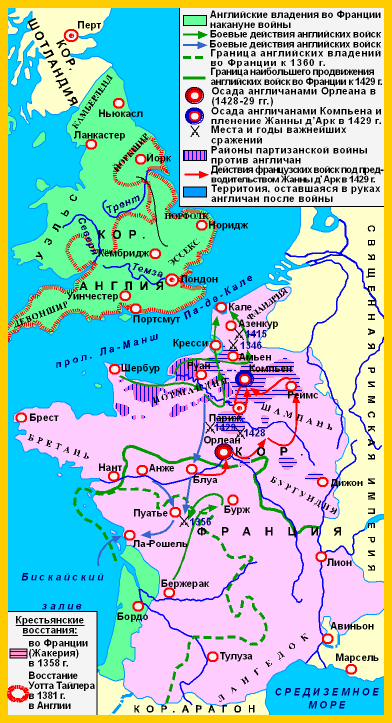 Английские владения во Франции
накануне войны
Боевые действия английских войск
Боевые действия английских войск
Граница английских владений
во Франции к 1360 г.
Граница наибольшего продвижения
английских войск во Франции к 1429 г.
Осада англичанами Орлеана в
(1428-29 гг.)
Осада англичанами Компьена и
пленение Жанны д'Арк в 1429 г.
Места и годы важнейших
сражений
Районы партизанской войны
против англичан
Действия французских войск под пред-
водительством Жанны д'Арк в 1429 г.
Территоия, оставшаяся в руках
англичан после войны
Перт
КОР.
ШОТЛАНДИЯ
КАМБЕРЛЕНД
Ньюкасл
Ланкастер
ЙОРКШИР
Йорк
Трент
НОРФОЛК
Норидж
УЭЛЬС
Северн
КОР.
Кембридж
ЭССЕКС
Темза
Лондон
АНГЛИЯ
Уинчестер
ДЕВОНШИР
Портсмут
Па-де-Кале
прол. Ла-Манш
СВЯЩЕННАЯ РИМСКАЯ ИМПЕРИЯ
Кале
ФЛАНДРИЯ
Азенкур
1415
Кресси
1346
Амьен
Шербур
Руан
Компьен
НОРМАНДИЯ
Реймс
ШАМПАНЬ
Париж
1429
1428
Брест
БРЕТАНЬ
Орлеан
КОР.
Нант
Анже
Блуа
БУРГУНДИЯ
Дижон
Пуатье
1356
Бурж
ФРАНЦИЯ
Ла-Рошель
Лион
Бискайский
залив
Бержерак
Бордо
Авиньон
Тулуза
ЛАНГЕДОК
Марсель
СРЕДИЗЕМНОЕ
МОРЕ
КОР. АРАГОН
Крестьянские
восстания:
во Франции
(Жакерия)
в 1358 г.
Восстание
Уотта Тайлера
в 1381 г.
в Англии